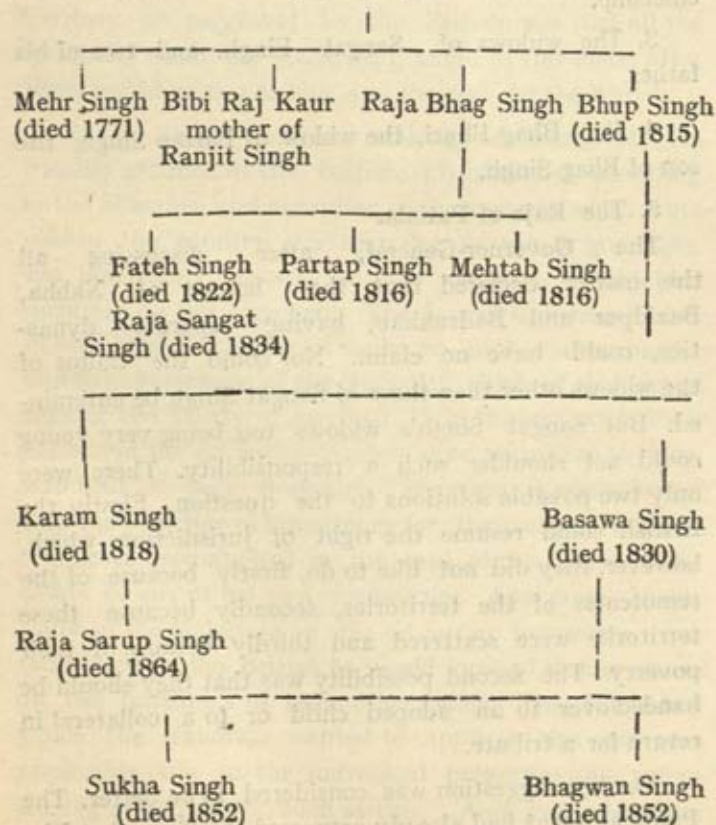 Mehr Singh Bibi Raj Kaur Raja Bhag Singh Bhup Singh
(died 1771) mother of (died 1815)
Ranjit Singh
Fateh Singh Partap Singh Mehtab Singh
(died 1822) (died 1816) (died 1816)
Raja Sangat
Singh (died 1834)
Karam Singh Basawa Singh
(died 1818) (died 1830)
Raja Sarup Singh
(died 1864)
Sukha Singh Bhagwan Singh
(died 1852) (died 1852)